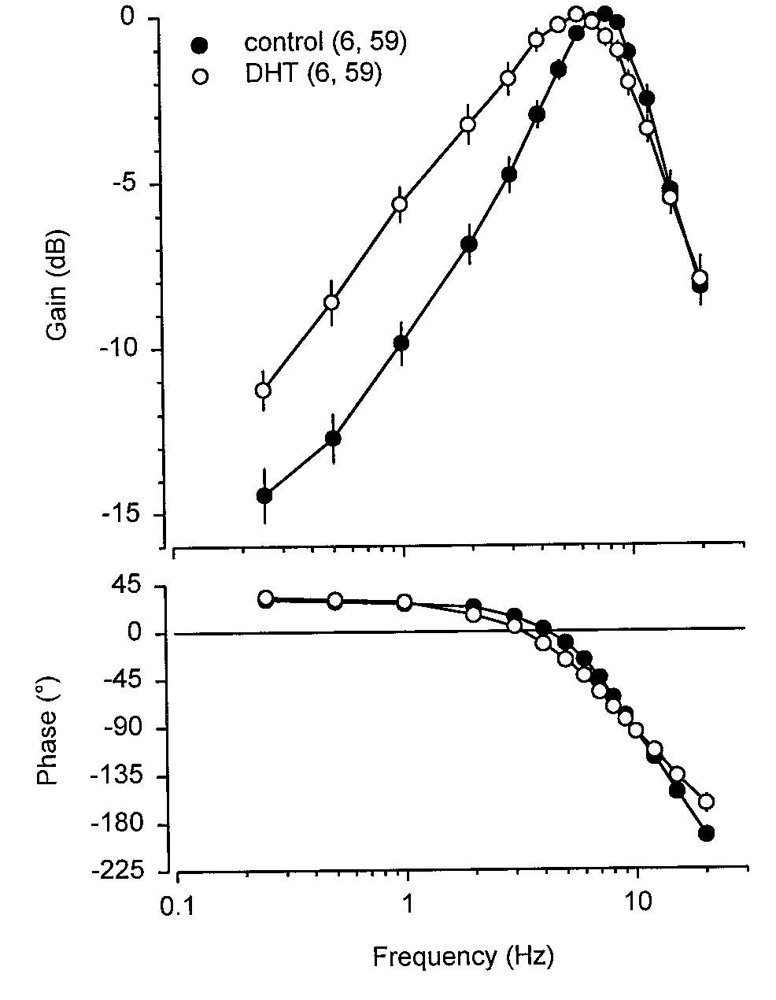 0
control (6, 59)
DHT (6, 59)
-5
Gain (dB)
-10
-15
45
0
-45
Phase (°)
-90
-135
-180
-225
0.1
1
10
Frequency (Hz)